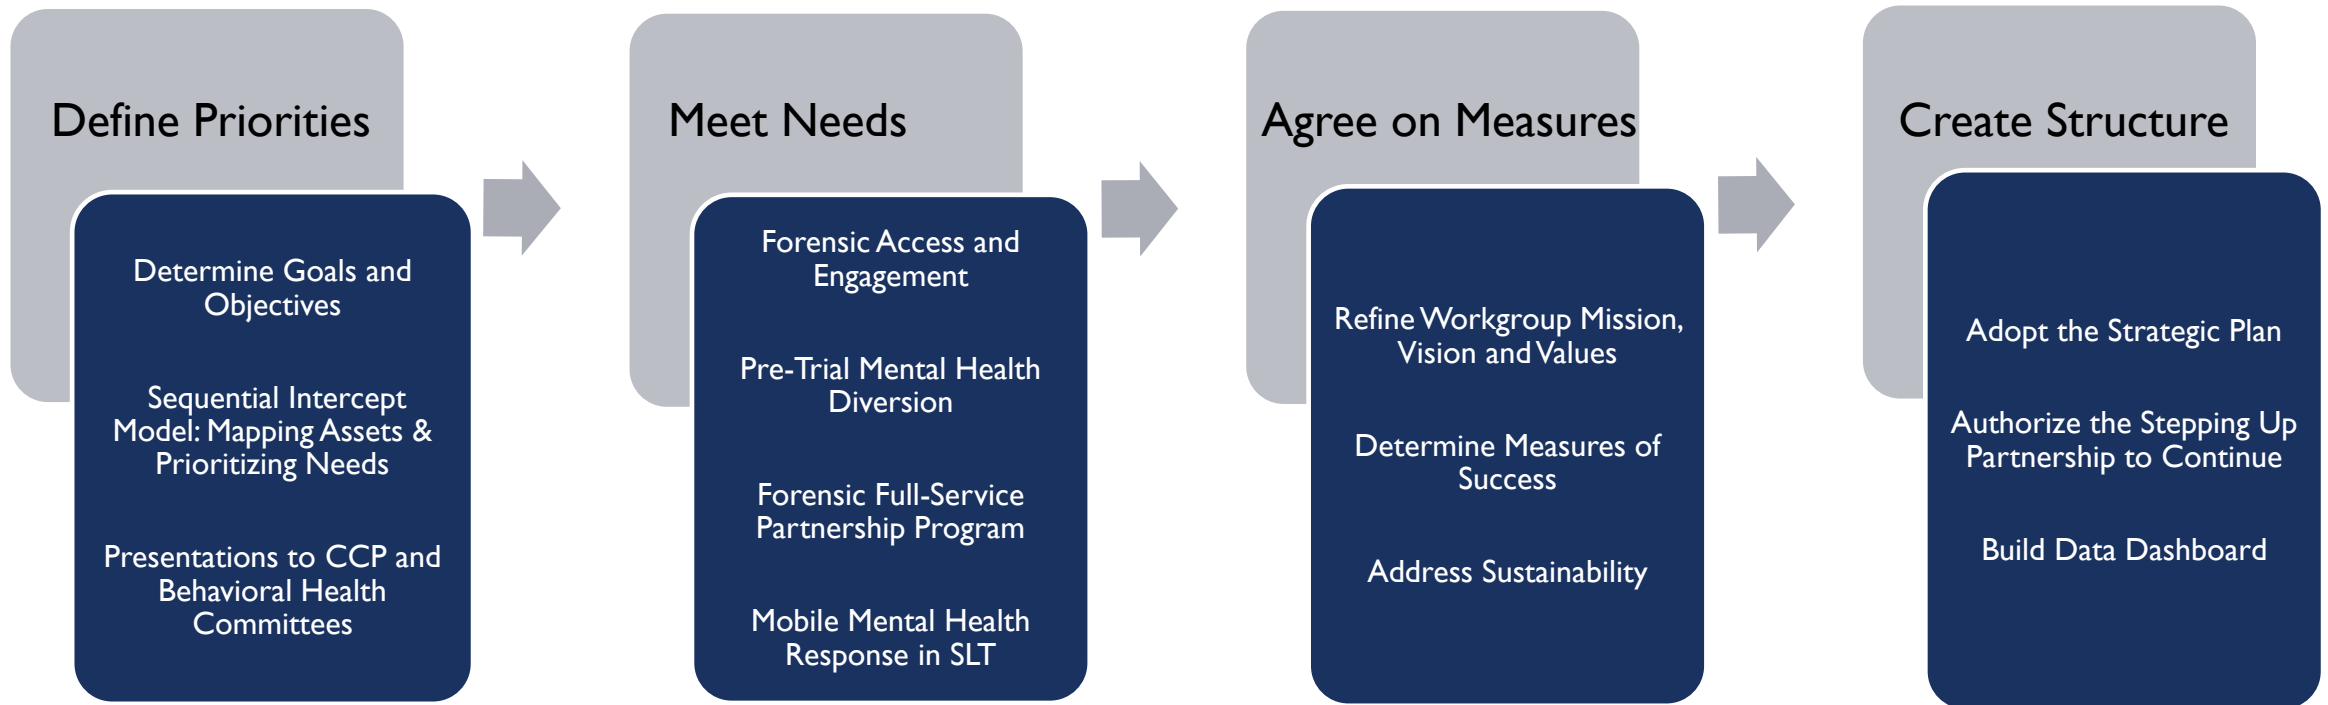 Define Priorities
Determine Goals and
Objectives
Sequential Intercept
Model: Mapping Assets &
Prioritizing Needs
Presentations to CCP and
Behavioral Health
Committees
Meet Needs
Forensic Access and
Engagement
Pre-Trial Mental Health
Diversion
Forensic Full-Service
Partnership Program
Mobile Mental Health
Response in SLT
Agree on Measures
Refine Workgroup Mission,
Vision and Values
Determine Measures of
Success
Address Sustainability
Create Structure
Adopt the Strategic Plan
Authorize the Stepping Up
Partnership to Continue
Build Data Dashboard